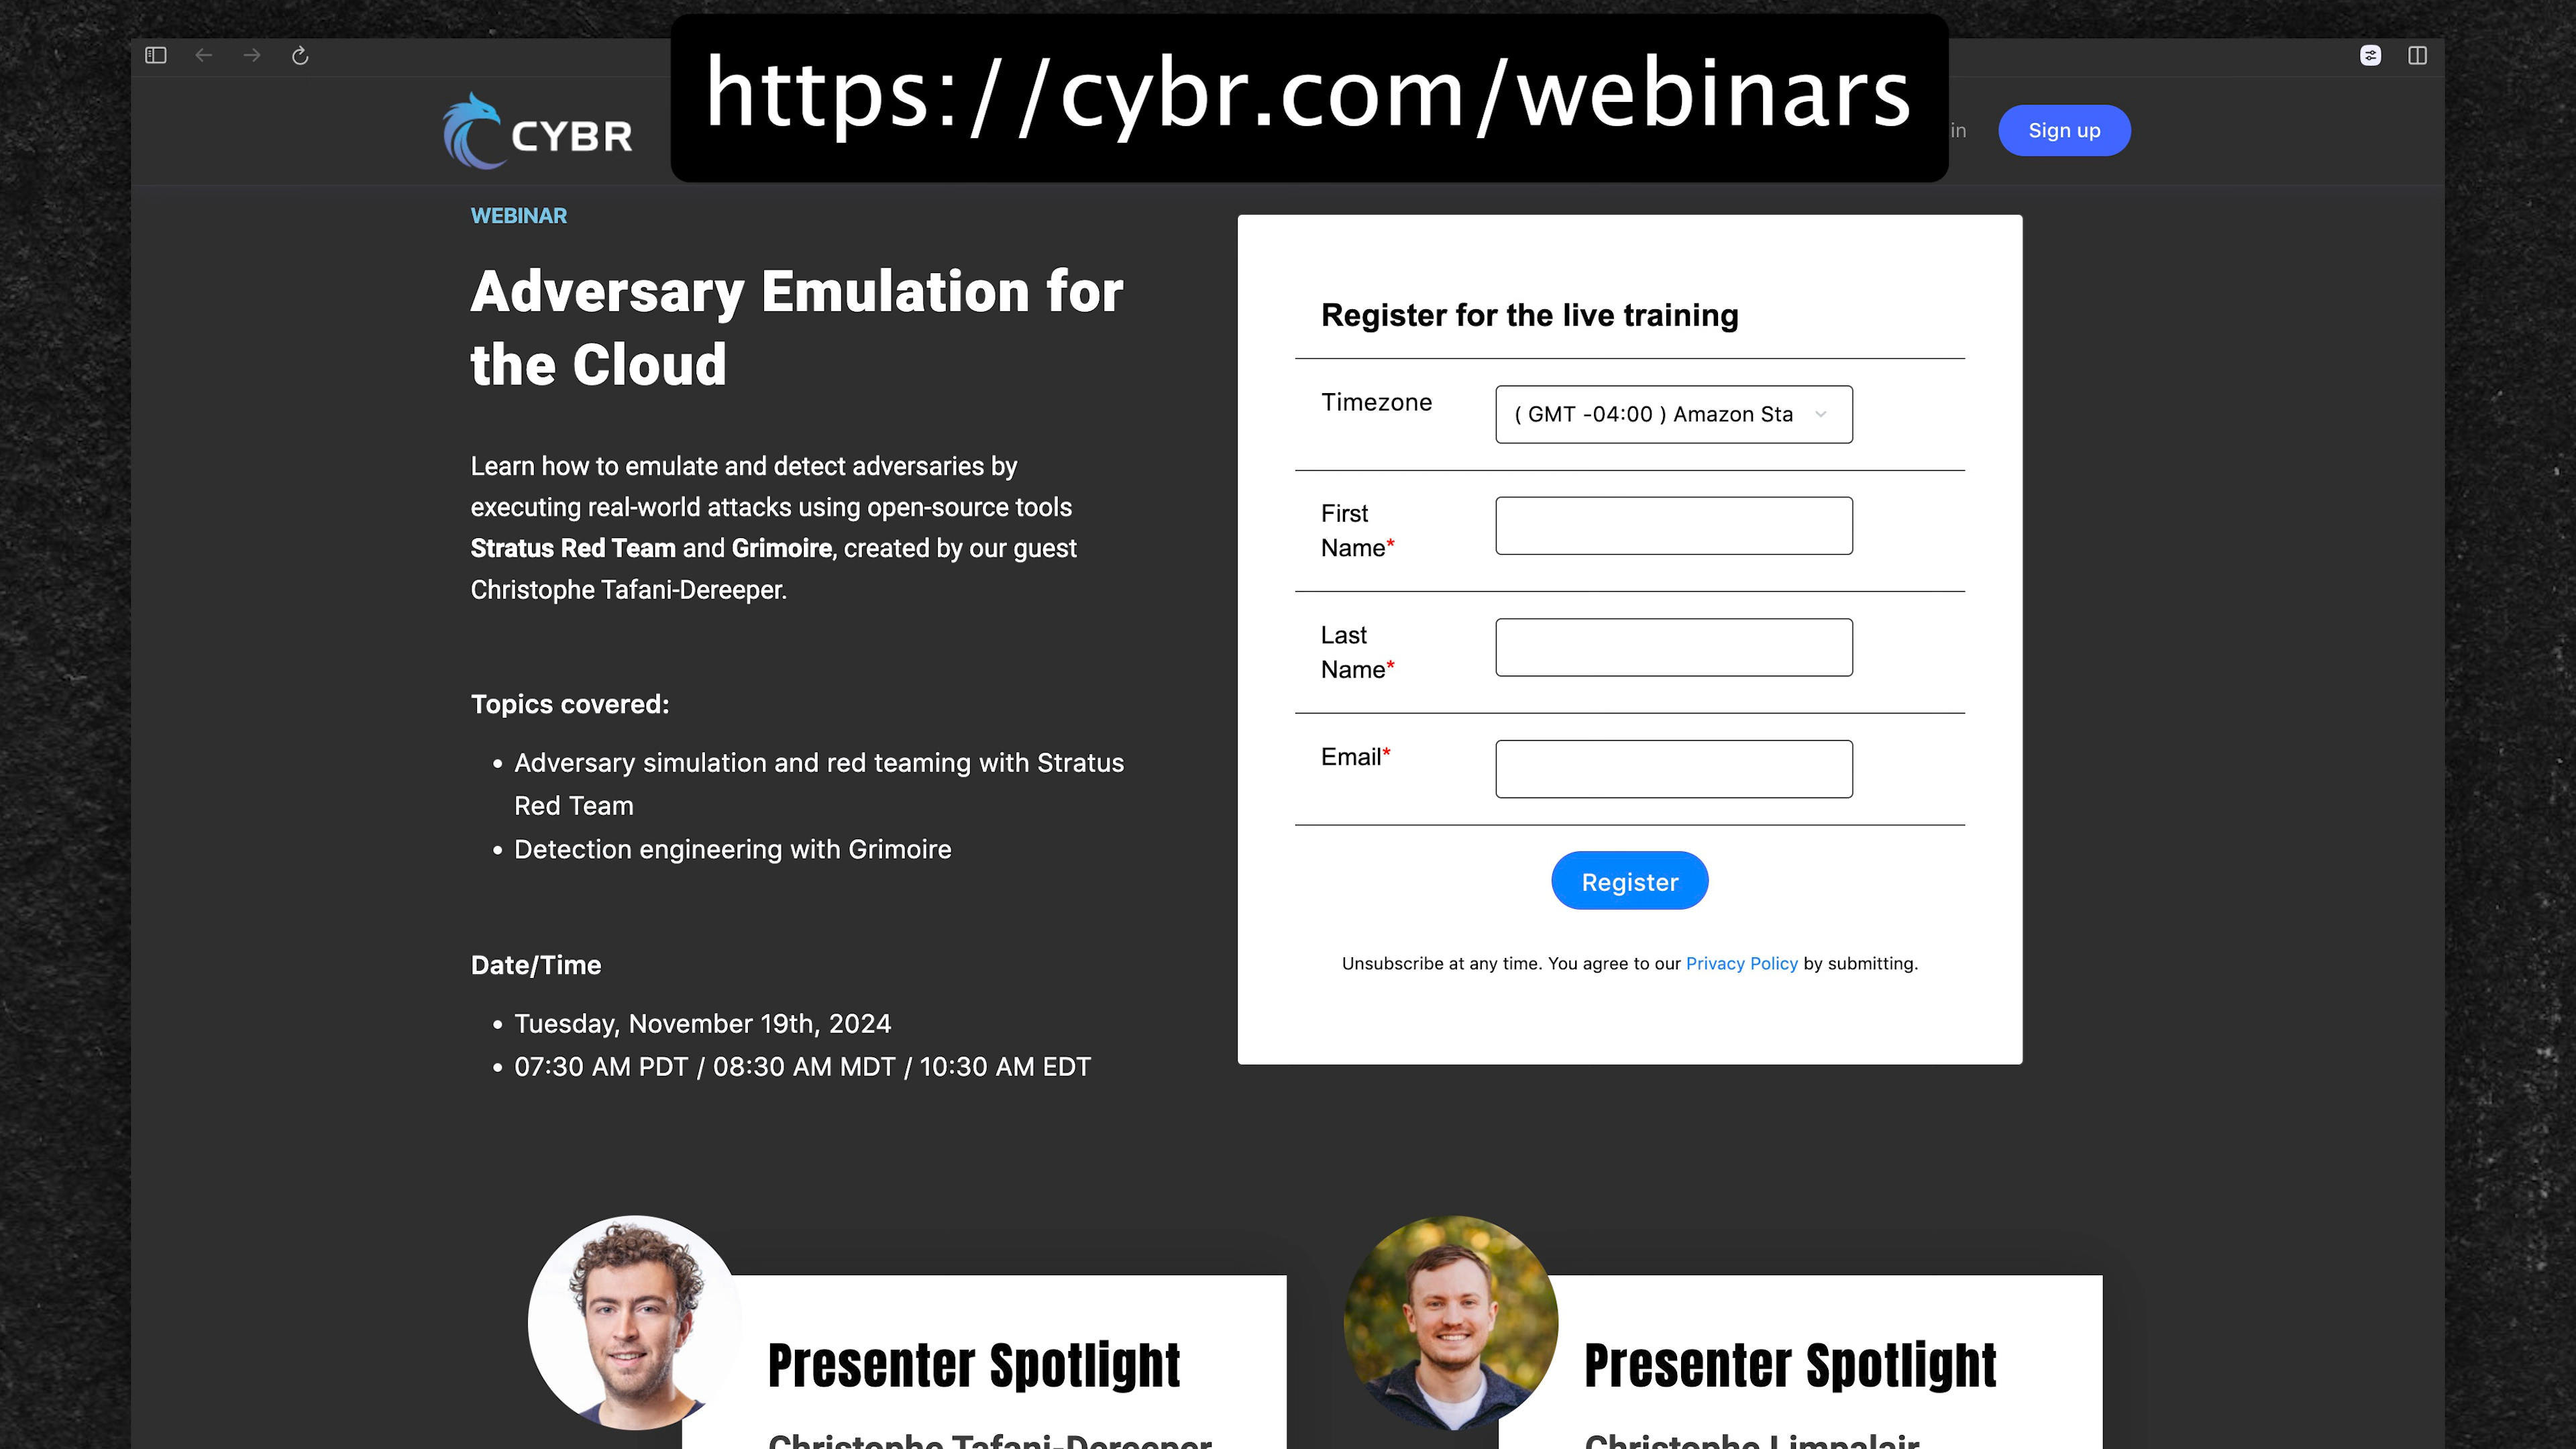 https://cybr.com/webinars
CYBR
in
Sign up
WEBINAR
Adversary Emulation for
the Cloud
Learn how to emulate and detect adversaries by
executing real-world attacks using open-source tools
Stratus Red Team and Grimoire, created by our guest
Christophe Tafani-Dereeper.
Topics covered:
• Adversary simulation and red teaming with Stratus
Red Team
• Detection engineering with Grimoire
Date/Time
• Tuesday, November 19th, 2024
• 07:30 AM PDT / 08:30 AM MDT / 10:30 AM EDT
Register for the live training
Timezone
( GMT -04:00 ) Amazon Sta
First
Name*
Last
Name*
Email*
Register
Unsubscribe at any time. You agree to our Privacy Policy by submitting.
Presenter Spotlight
Christophe Tafani-Dereeper
Presenter Spotlight
Christophe Limpalair